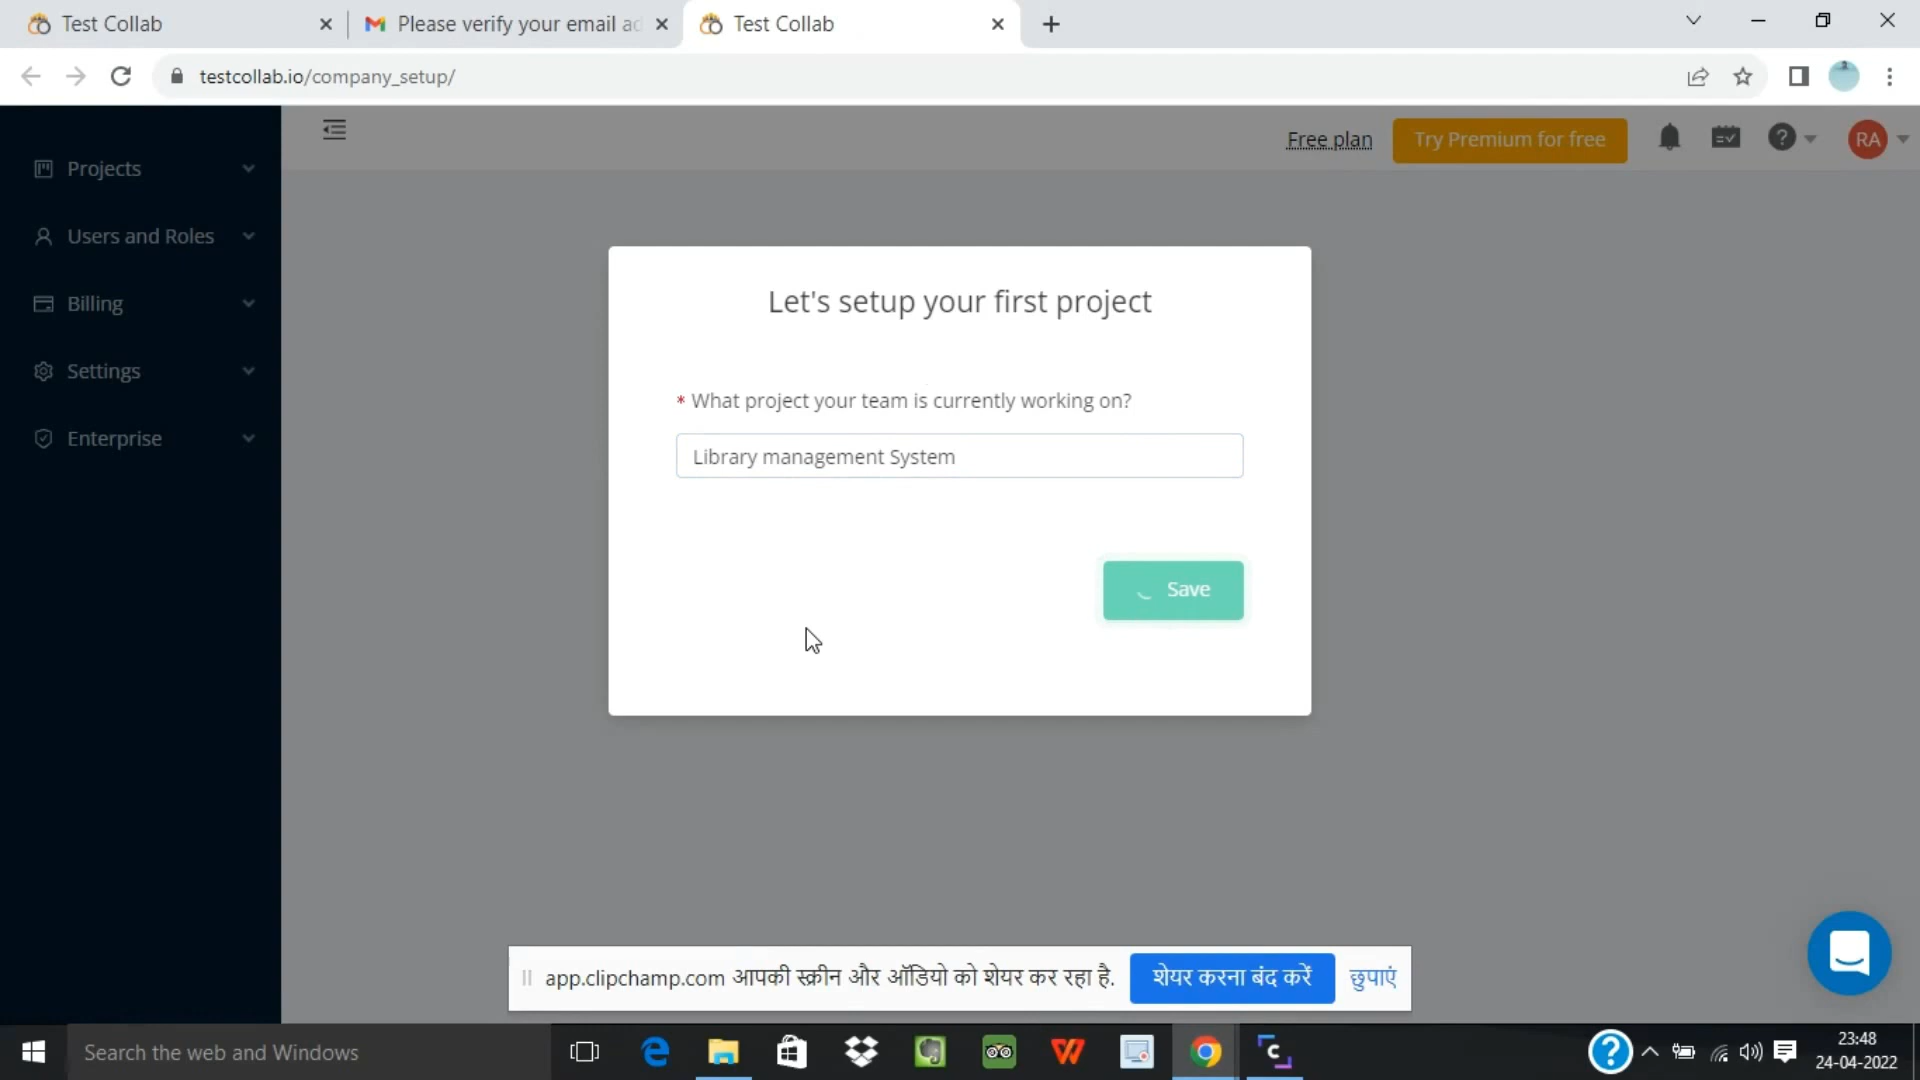 Test Collab
Please verify your email ad
Test Collab
testcollab.io/company_setup/
Free plan
Try Premium for free
RA
Projects
Users and Roles
Billing
Settings
Enterprise
Let's setup your first project
* What project your team is currently working on?
Library management System
Save
app.clipchamp.com आपकी स्क्रीन और ऑडियो को शेयर कर रहा है.
शेयर करना बंद करें
छुपाएं
Search the web and Windows
23:48
24-04-2022